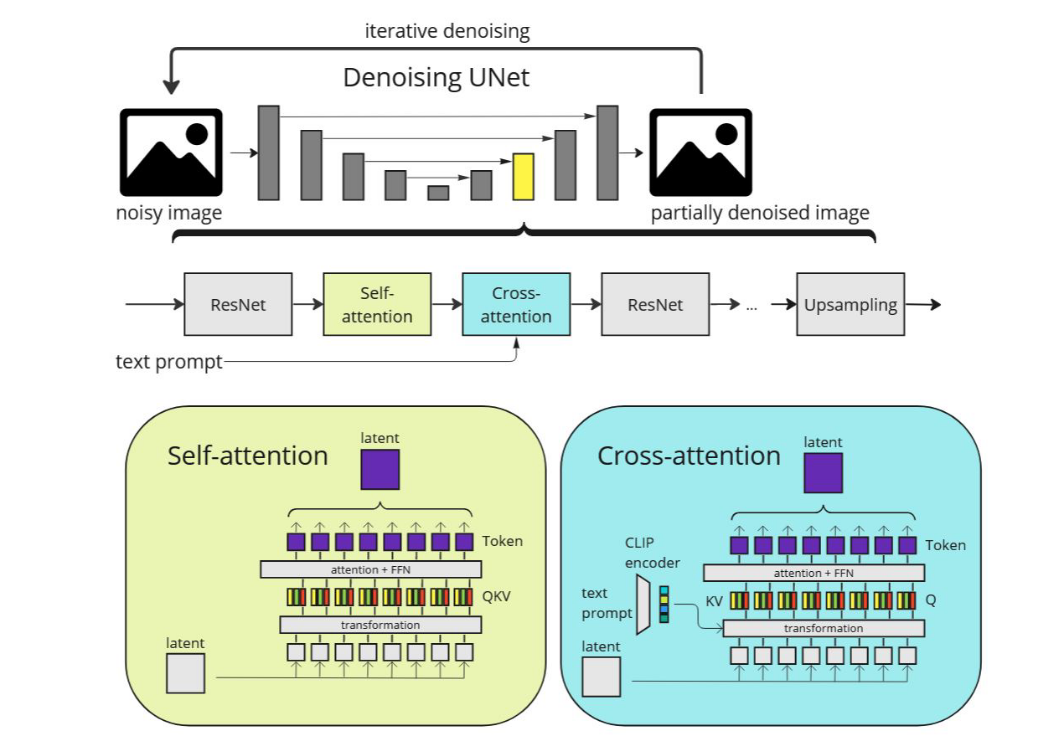 iterative denoising
Denoising UNet
noisy image
partially denoised image
ResNet
Self-
attention
Cross-
attention
ResNet
...
Upsampling
text prompt
Self-attention
latent
Token
attention + FFN
QKV
transformation
latent
Cross-attention
latent
CLIP
encoder
Token
attention + FFN
text
prompt
KV
Q
transformation
latent